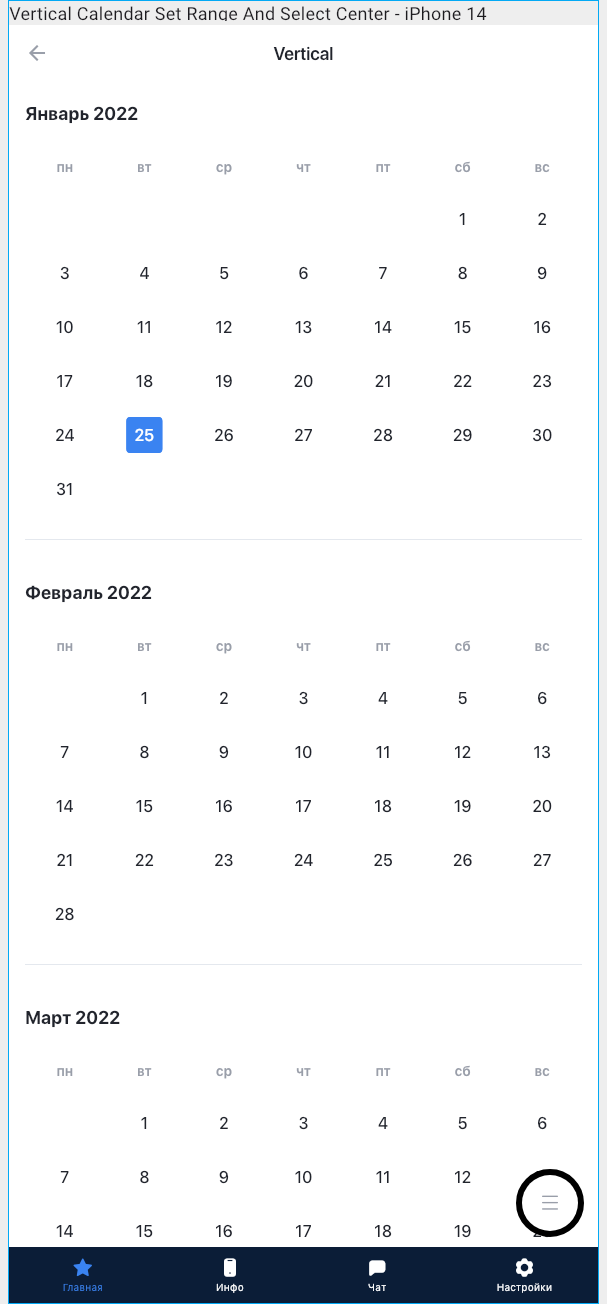 Vertical Calendar Set Range And Select Center - iPhone 14
Vertical
Январь 2022
пн вт ср чт пт сб вс
1 2
3 4 5 6 7 8 9
10 11 12 13 14 15 16
17 18 19 20 21 22 23
24 25 26 27 28 29 30
31
Февраль 2022
пн вт ср чт пт сб вс
1 2 3 4 5 6
7 8 9 10 11 12 13
14 15 16 17 18 19 20
21 22 23 24 25 26 27
28
Март 2022
пн вт ср чт пт сб вс
1 2 3 4 5 6
7 8 9 10 11 12
14 15 16 17 18 19
Главная Инфо Чат Настройки